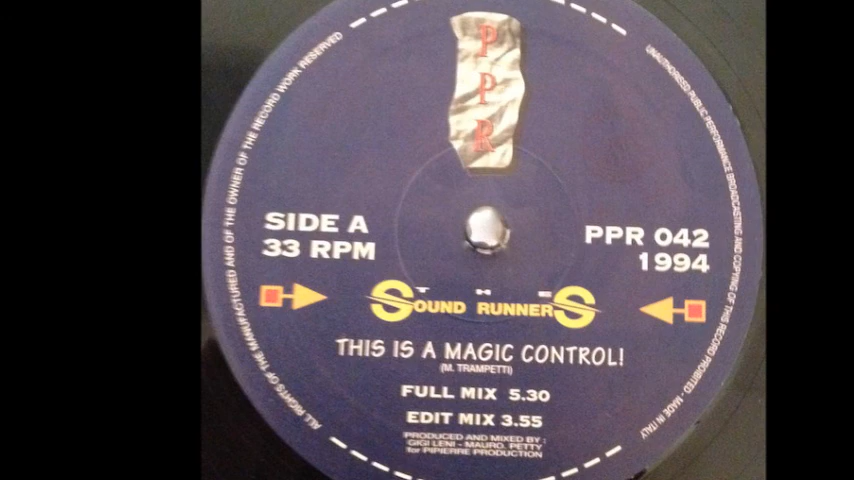 P
P
R
SIDE A
33 RPM
PPR 042
1994
THE
SOUND RUNNERS
THIS IS A MAGIC CONTROL!
(M. TRAMPETTI)
FULL MIX 5.30
EDIT MIX 3.55
PRODUCED AND MIXED BY :
GIGI LENI - MAURO. PETTY
for PIPIERRE PRODUCTION
ALL RIGHTS OF THE MANUFACTURED AND OF THE OWNER OF THE RECORD WORK RESERVED
UNAUTHORISED PUBLIC PERFORMANCE BROADCASTING AND COPYING OF THIS RECORD PROHIBITED - MADE IN ITALY